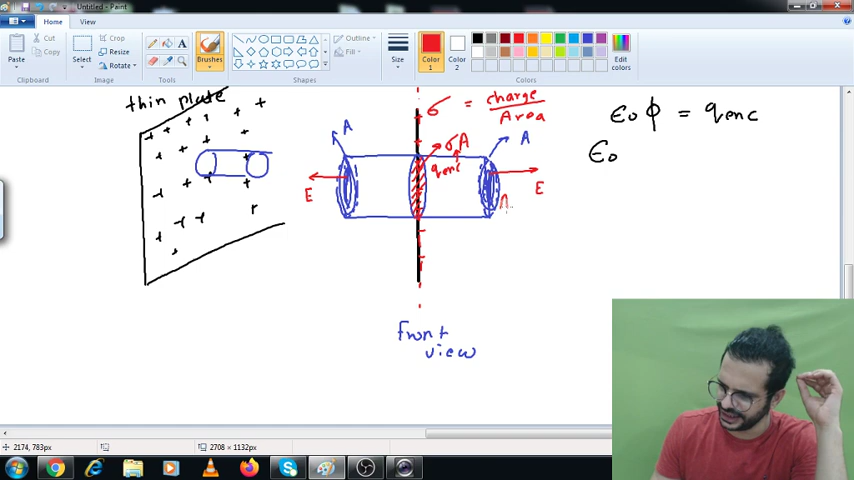 Untitled - Paint
Home
View
Paste
Cut
Copy
Clipboard
Select
Crop
Resize
Rotate
Image
Tools
Brushes
Shapes
Outline
Fill
Size
Color 1
Color 2
Colors
Edit colors
thin plate
σ = charge/Area
ε₀ φ = qenc
A
σA
qenc
A
ε₀
E
E
front view
2174, 783px
2708 × 1132px